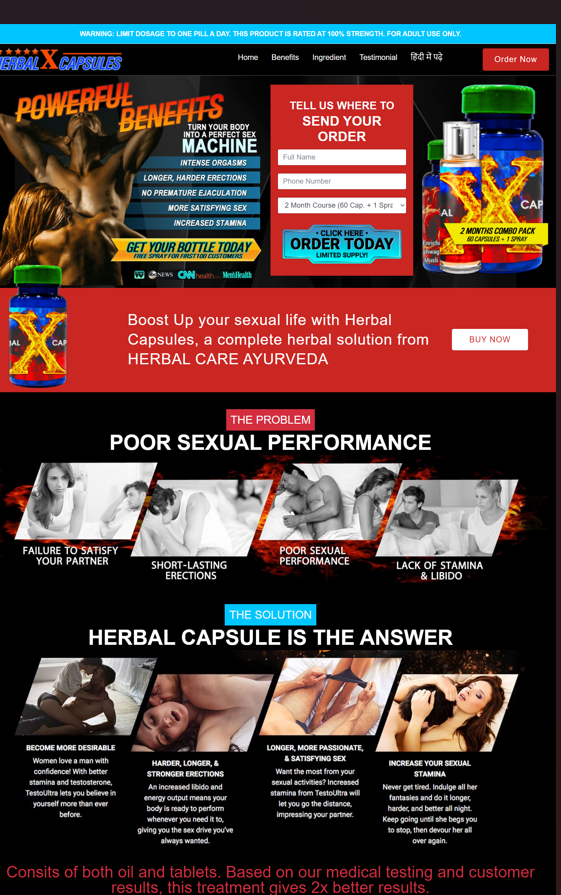 WARNING: LIMIT DOSAGE TO ONE PILL A DAY. THIS PRODUCT IS RATED AT 100% STRENGTH. FOR ADULT USE ONLY.
HERBAL X CAPSULES
Home Benefits Ingredient Testimonial हिंदी में पढ़े
Order Now
POWERFUL
BENEFITS
TURN YOUR BODY
INTO A PERFECT SEX
MACHINE
INTENSE ORGASMS
LONGER, HARDER ERECTIONS
NO PREMATURE EJACULATION
MORE SATISFYING SEX
INCREASED STAMINA
GET YOUR BOTTLE TODAY
FREE SPRAY FOR FIRST100 CUSTOMERS
TV abc NEWS CNN health.com Men'sHealth
TELL US WHERE TO
SEND YOUR
ORDER
Full Name
Phone Number
2 Month Course (60 Cap. + 1 Spra
• CLICK HERE •
ORDER TODAY
LIMITED SUPPLY!
AL X CAP
2 MONTHS COMBO PACK
60 CAPSULES + 1 SPRAY
Musli
AL X CAP
Boost Up your sexual life with Herbal
Capsules, a complete herbal solution from
HERBAL CARE AYURVEDA
BUY NOW
THE PROBLEM
POOR SEXUAL PERFORMANCE
FAILURE TO SATISFY
YOUR PARTNER
SHORT-LASTING
ERECTIONS
POOR SEXUAL
PERFORMANCE
LACK OF STAMINA
& LIBIDO
THE SOLUTION
HERBAL CAPSULE IS THE ANSWER
BECOME MORE DESIRABLE
Women love a man with
confidence! With better
stamina and testosterone,
TestoUltra lets you believe in
yourself more than ever
before.
HARDER, LONGER, &
STRONGER ERECTIONS
An increased libido and
energy output means your
body is ready to perform
whenever you need it to,
giving you the sex drive you've
always wanted.
LONGER, MORE PASSIONATE,
& SATISFYING SEX
Want the most from your
sexual activities? Increased
stamina from TestoUltra will
let you go the distance,
impressing your partner.
INCREASE YOUR SEXUAL
STAMINA
Never get tired. Indulge all her
fantasies and do it longer,
harder, and better all night.
Keep going until she begs you
to stop, then devour her all
over again.
Consits of both oil and tablets. Based on our medical testing and customer
results, this treatment gives 2x better results.